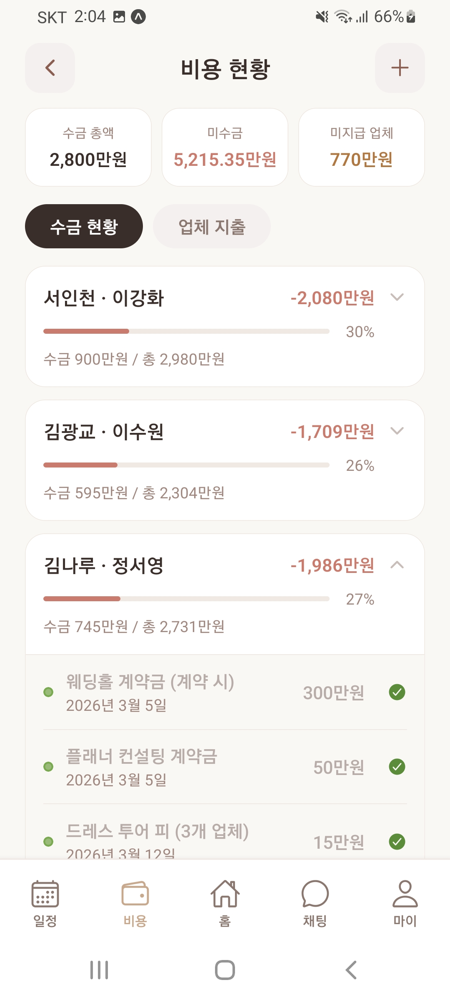 SKT 2:04 66%
비용 현황
수금 총액
2,800만원
미수금
5,215.35만원
미지급 업체
770만원
수금 현황
업체 지출
서인천 · 이강화
-2,080만원
30%
수금 900만원 / 총 2,980만원
김광교 · 이수원
-1,709만원
26%
수금 595만원 / 총 2,304만원
김나루 · 정서영
-1,986만원
27%
수금 745만원 / 총 2,731만원
웨딩홀 계약금 (계약 시)
2026년 3월 5일
300만원
플래너 컨설팅 계약금
2026년 3월 5일
50만원
드레스 투어 피 (3개 업체)
2026년 3월 12일
15만원
일정
비용
홈
채팅
마이